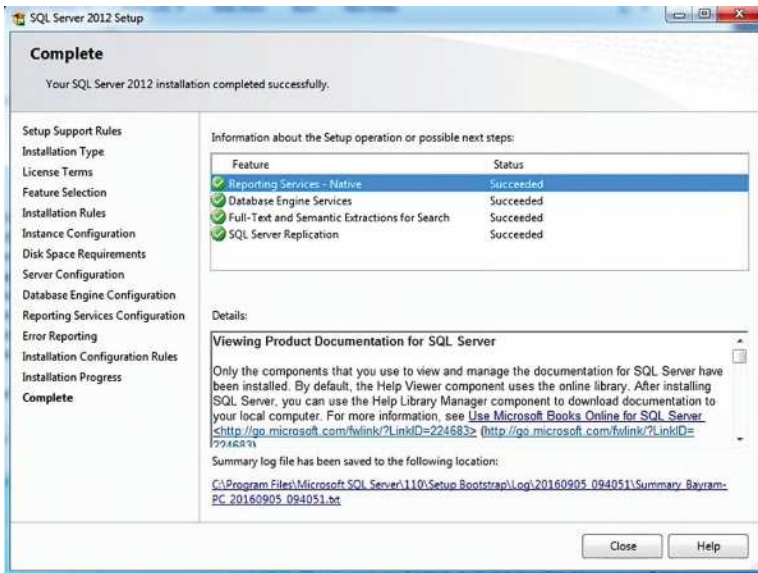 SQL Server 2012 Setup
Complete
Your SQL Server 2012 installation completed successfully.
Setup Support Rules
Installation Type
License Terms
Feature Selection
Installation Rules
Instance Configuration
Disk Space Requirements
Server Configuration
Database Engine Configuration
Reporting Services Configuration
Error Reporting
Installation Configuration Rules
Installation Progress
Complete
Information about the Setup operation or possible next steps:
Feature Status
Reporting Services - Native Succeeded
Database Engine Services Succeeded
Full-Text and Semantic Extractions for Search Succeeded
SQL Server Replication Succeeded
Details:
Viewing Product Documentation for SQL Server
Only the components that you use to view and manage the documentation for SQL Server have
been installed. By default, the Help Viewer component uses the online library. After installing
SQL Server, you can use the Help Library Manager component to download documentation to
your local computer. For more information, see Use Microsoft Books Online for SQL Server
<http://go.microsoft.com/fwlink/?LinkID=224683> (http://go.microsoft.com/fwlink/?LinkID=
224683)
Summary log file has been saved to the following location:
C:\Program Files\Microsoft SQL Server\110\Setup Bootstrap\Log\20160905_094051\Summary_Bayram-
PC_20160905_094051.txt
Close Help